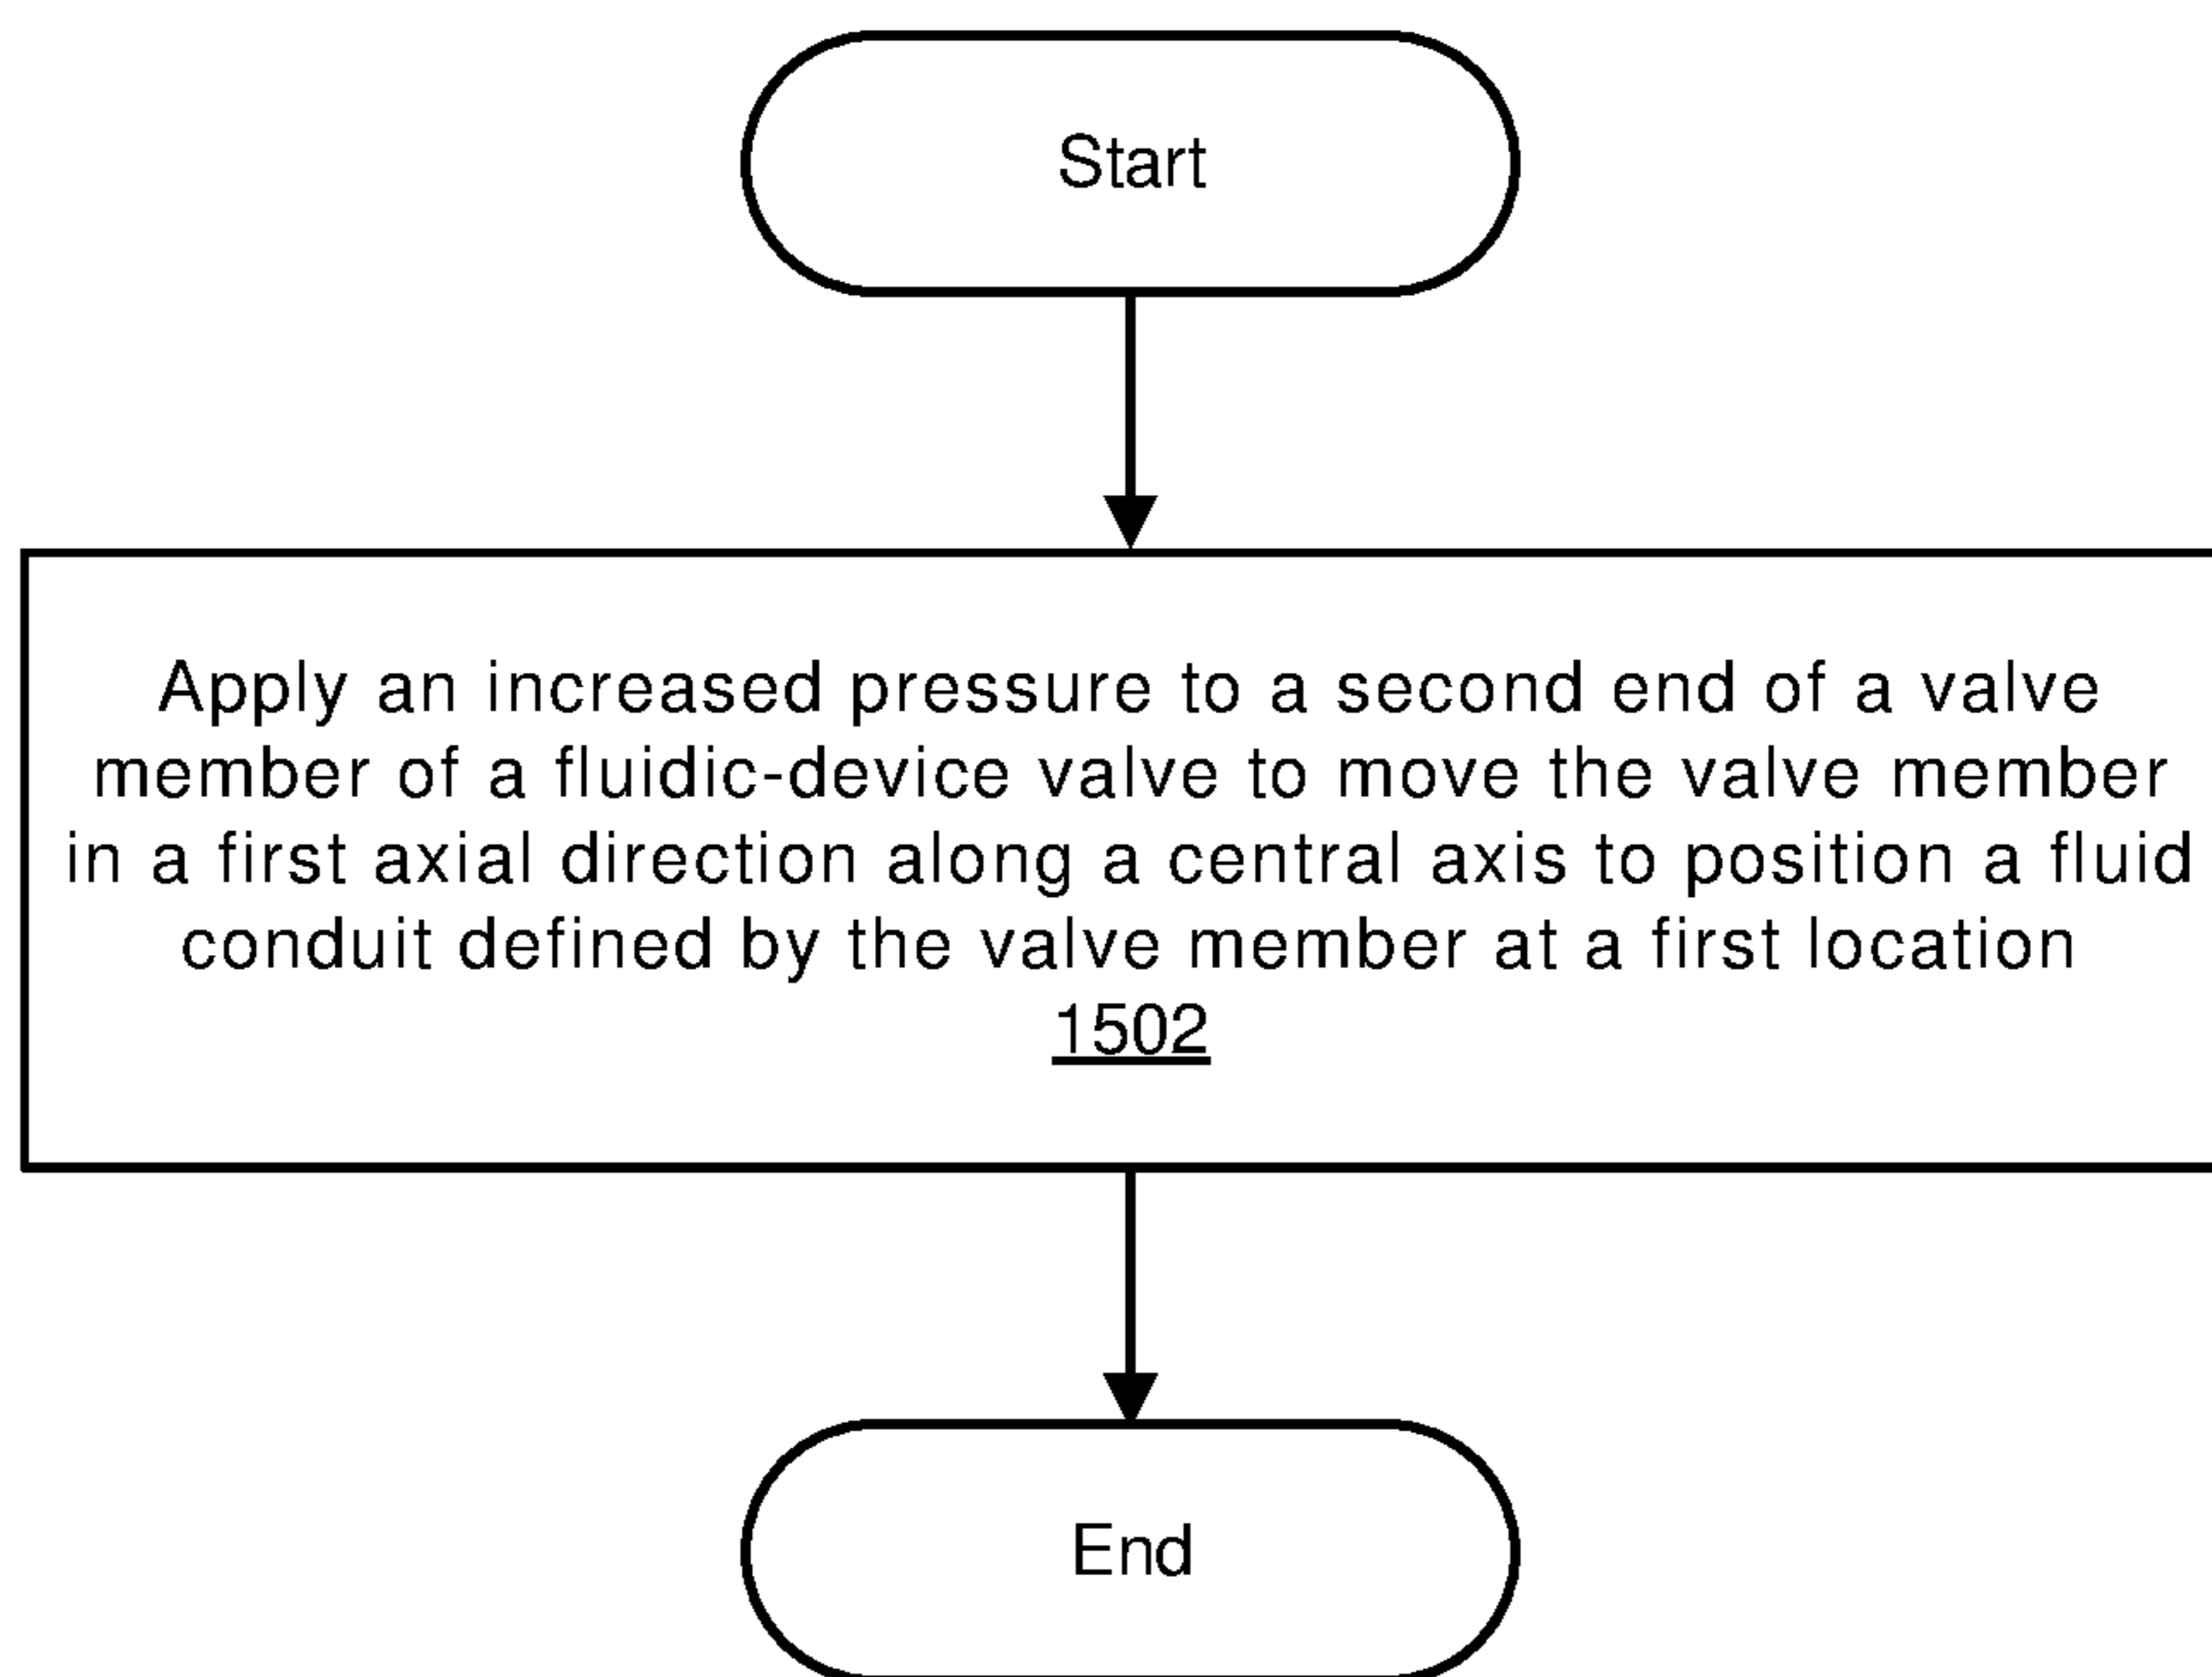 Start
Apply an increased pressure to a second end of a valve
member of a fluidic-device valve to move the valve member
in a first axial direction along a central axis to position a fluid
conduit defined by the valve member at a first location
1502
End